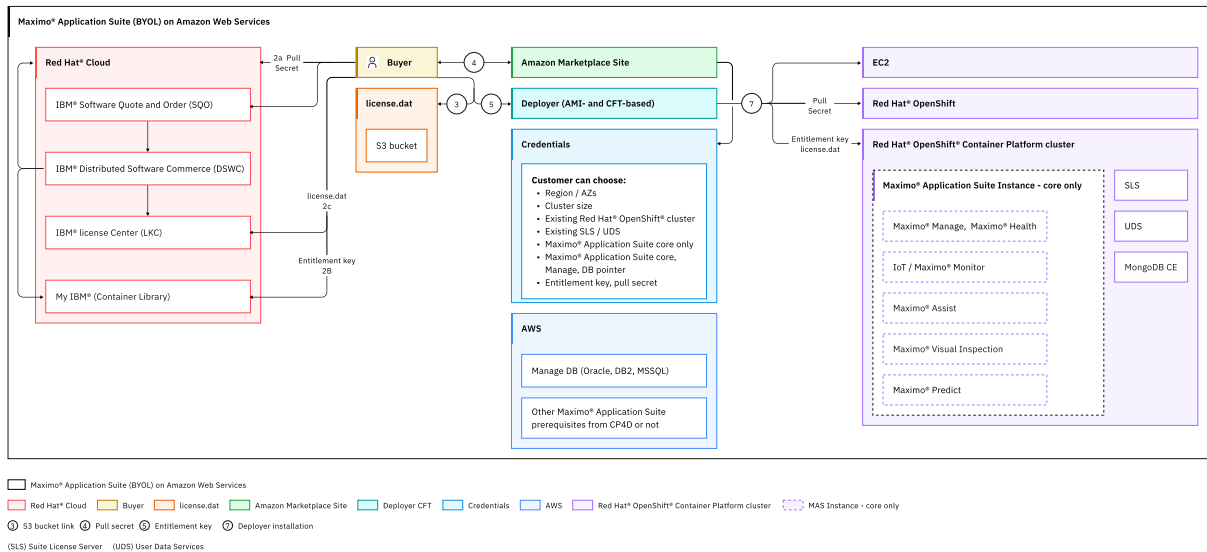 Maximo® Application Suite (BYOL) on Amazon Web Services
Red Hat® Cloud
IBM® Software Quote and Order (SQO)
IBM® Distributed Software Commerce (DSWC)
IBM® license Center (LKC)
My IBM® (Container Library)
2a Pull
Secret
license.dat
2c
Entitlement key
2B
Buyer
license.dat
S3 bucket
4
3
5
Amazon Marketplace Site
Deployer (AMI- and CFT-based)
Credentials
Customer can choose:
• Region / AZs
• Cluster size
• Existing Red Hat® OpenShift® cluster
• Existing SLS / UDS
• Maximo® Application Suite core only
• Maximo® Application Suite core,
Manage, DB pointer
• Entitlement key, pull secret
AWS
Manage DB (Oracle, DB2, MSSQL)
Other Maximo® Application Suite
prerequisites from CP4D or not
7
Pull
Secret
Entitlement key
license.dat
EC2
Red Hat® OpenShift
Red Hat® OpenShift® Container Platform cluster
Maximo® Application Suite Instance - core only
Maximo® Manage, Maximo® Health
IoT / Maximo® Monitor
Maximo® Assist
Maximo® Visual Inspection
Maximo® Predict
SLS
UDS
MongoDB CE
Maximo® Application Suite (BYOL) on Amazon Web Services
Red Hat® Cloud Buyer license.dat Amazon Marketplace Site Deployer CFT Credentials AWS Red Hat® OpenShift® Container Platform cluster MAS Instance - core only
3 S3 bucket link 4 Pull secret 5 Entitlement key 7 Deployer installation
(SLS) Suite License Server (UDS) User Data Services